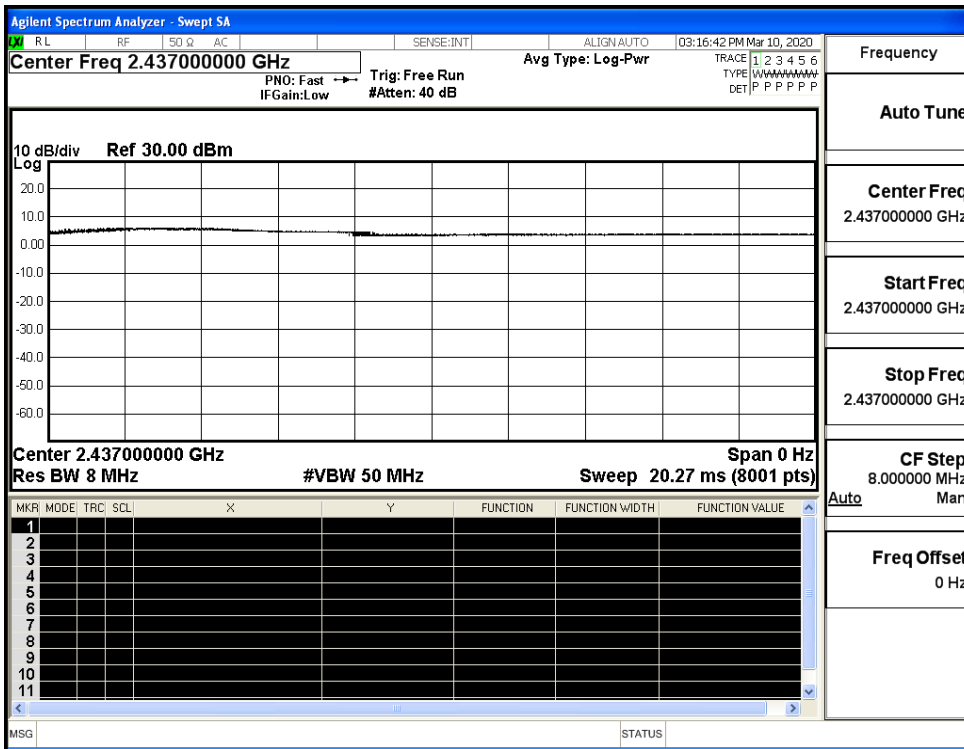 Agilent Spectrum Analyzer - Swept SA
LXI RL RF 50 Ω AC SENSE:INT ALIGN AUTO 03:16:42 PM Mar 10, 2020
Center Freq 2.437000000 GHz
PNO: Fast
IFGain:Low
Trig: Free Run
#Atten: 40 dB
Avg Type: Log-Pwr
TRACE 1 2 3 4 5 6
TYPE WWWWWW
DET P P P P P P
10 dB/div Ref 30.00 dBm
Log
20.0
10.0
0.00
-10.0
-20.0
-30.0
-40.0
-50.0
-60.0
Center 2.437000000 GHz Span 0 Hz
Res BW 8 MHz #VBW 50 MHz Sweep 20.27 ms (8001 pts)
MKR MODE TRC SCL X Y FUNCTION FUNCTION WIDTH FUNCTION VALUE
1
2
3
4
5
6
7
8
9
10
11
MSG STATUS
Frequency
Auto Tune
Center Freq
2.437000000 GHz
Start Freq
2.437000000 GHz
Stop Freq
2.437000000 GHz
CF Step
8.000000 MHz
Auto Man
Freq Offset
0 Hz